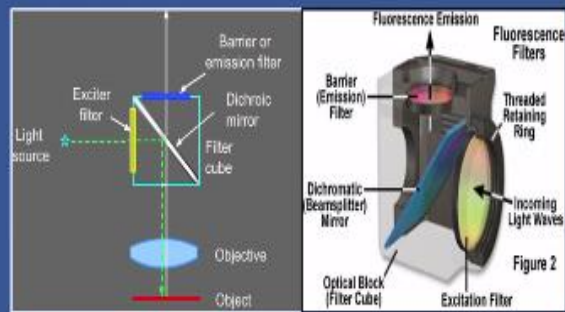 Barrier or
emission filter
Exciter
filter
Dichroic
mirror
Light
source
Filter
cube
Objective
Object
Fluorescence Emission
Fluorescence
Filters
Barrier
(Emission)
Filter
Threaded
Retaining
Ring
Dichromatic
(Beamsplitter)
Mirror
Incoming
Light Waves
Figure 2
Optical Block
(Filter Cube)
Excitation Filter